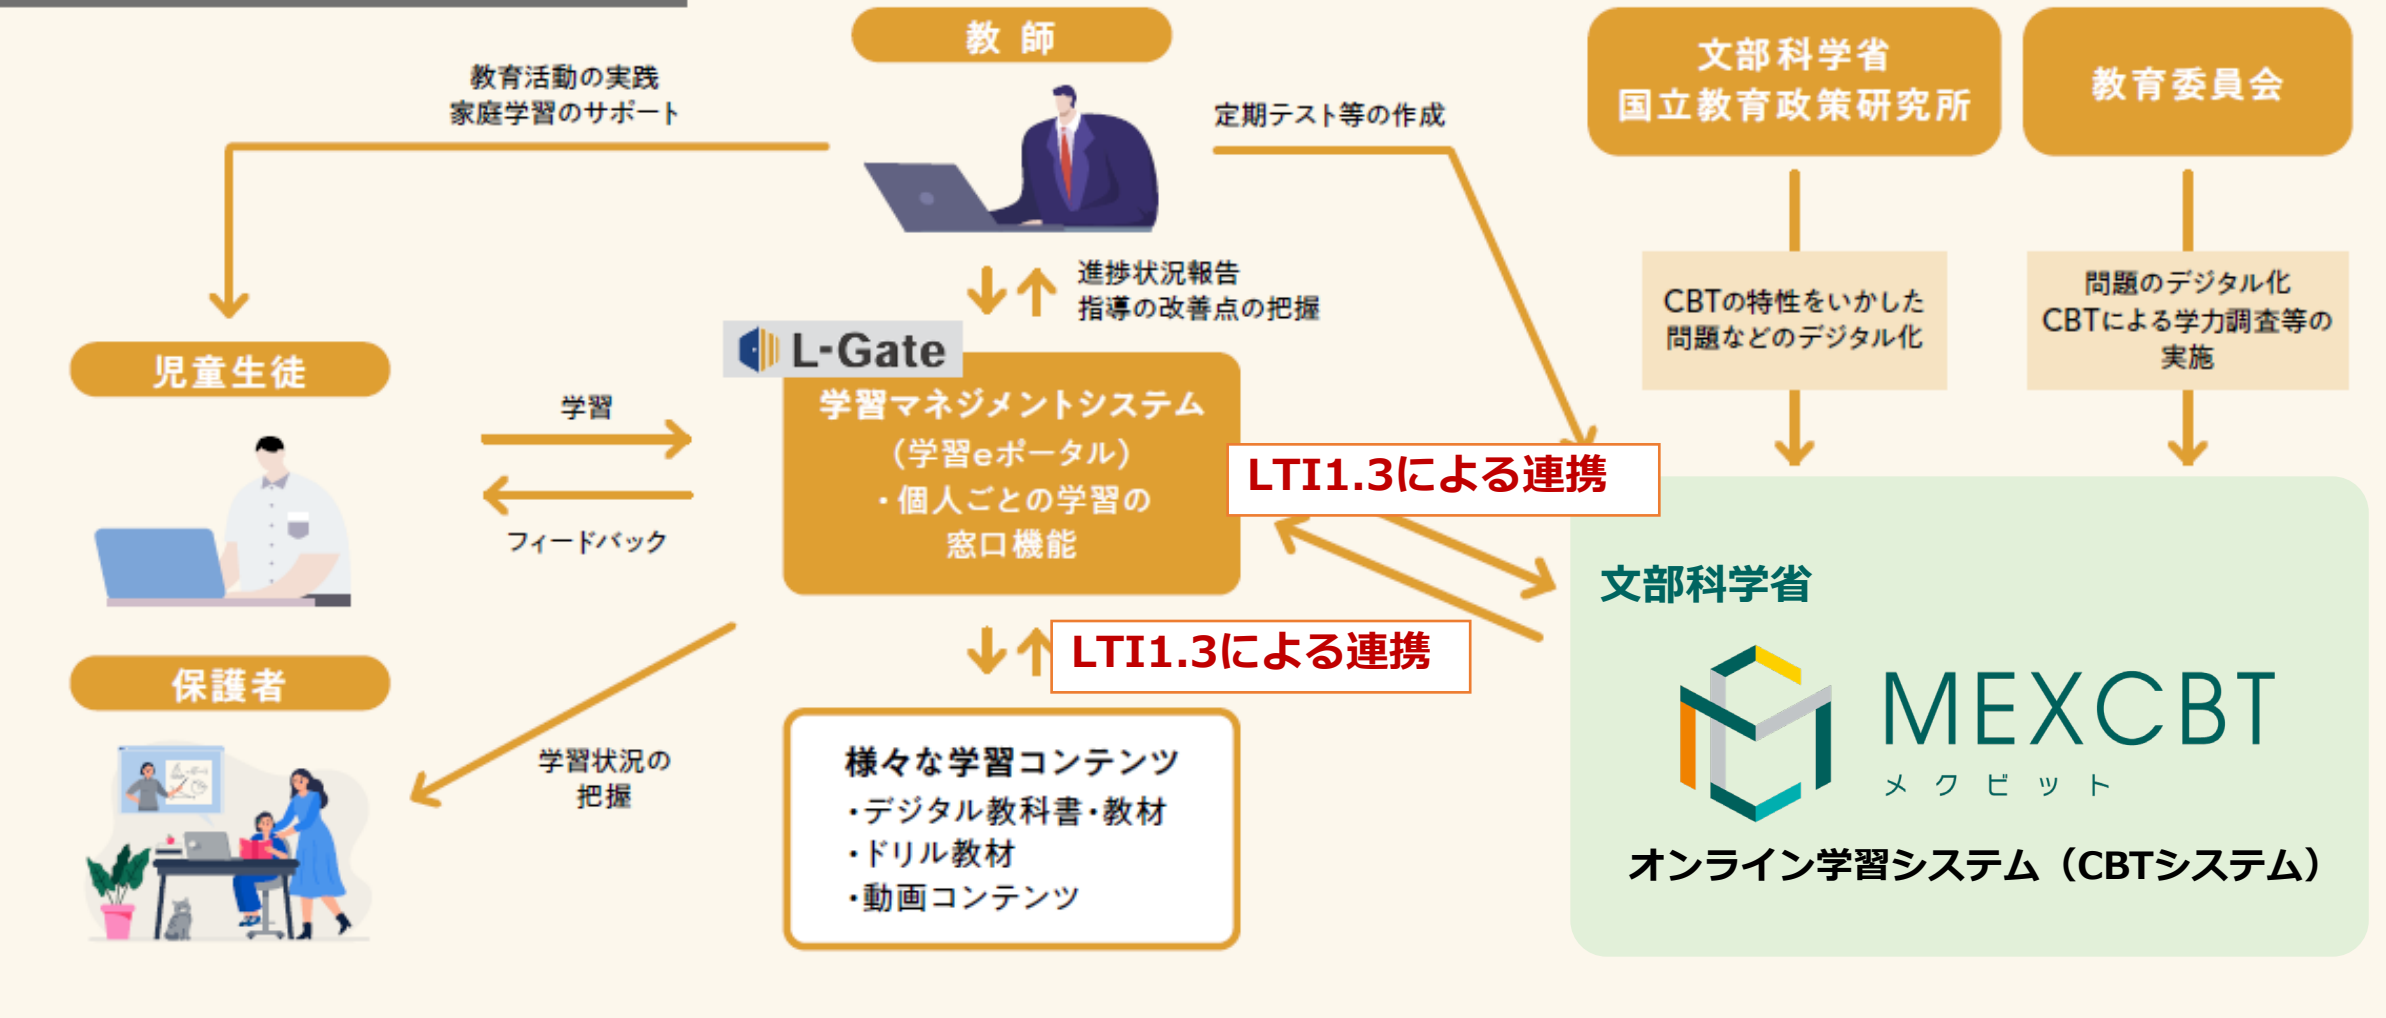 教師
教育活動の実践
家庭学習のサポート
定期テスト等の作成
文部科学省
国立教育政策研究所
教育委員会
進捗状況報告
指導の改善点の把握
CBTの特性をいかした
問題などのデジタル化
問題のデジタル化
CBTによる学力調査等の
実施
児童生徒
学習
フィードバック
L-Gate
学習マネジメントシステム
（学習eポータル）
・個人ごとの学習の
窓口機能
LTI1.3による連携
LTI1.3による連携
保護者
学習状況の
把握
様々な学習コンテンツ
・デジタル教科書・教材
・ドリル教材
・動画コンテンツ
文部科学省
MEXCBT
メクビット
オンライン学習システム（CBTシステム）